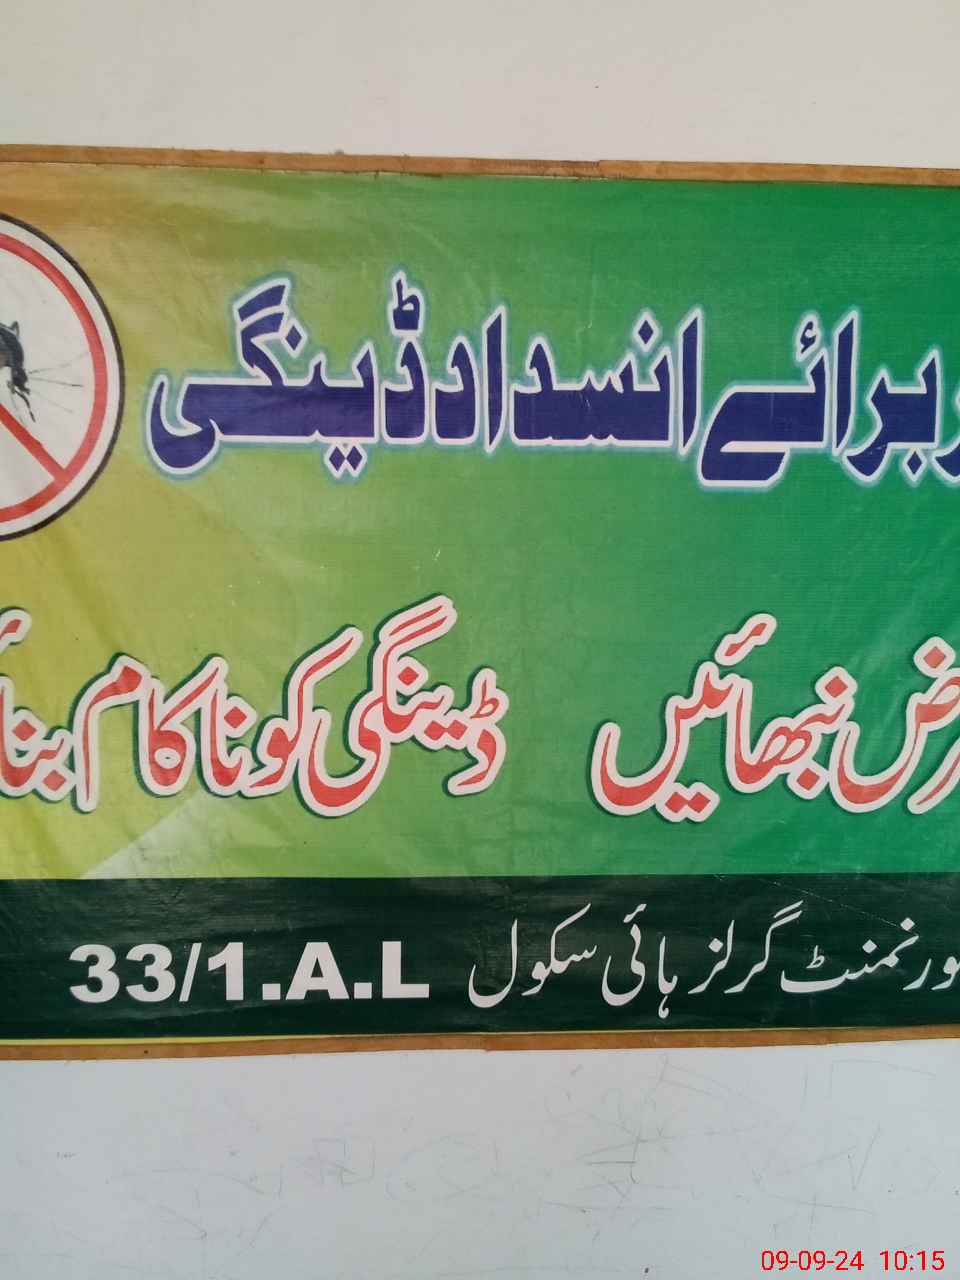 برائے انسداد ڈینگی
نبھائیں ڈینگی کو ناکام
گرلز ہائی سکول 33/1.A.L
09-09-24 10:15